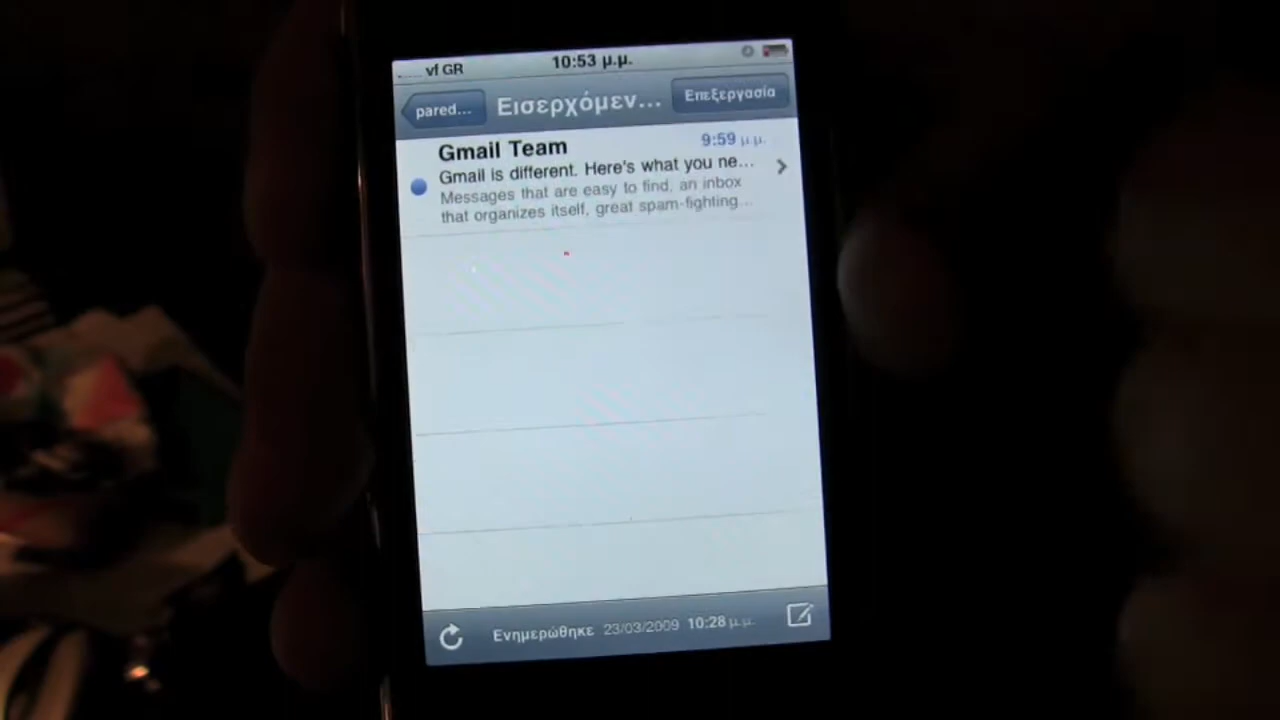 vf GR 10:53 μ.μ.
pared... Εισερχόμεν... Επεξεργασία
Gmail Team 9:59 μ.μ.
Gmail is different. Here's what you ne...
Messages that are easy to find, an inbox
that organizes itself, great spam-fighting...
Ενημερώθηκε 23/03/2009 10:28 μ.μ.